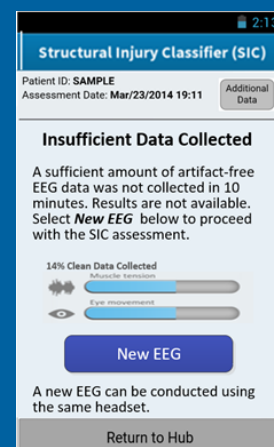 2:13
Structural Injury Classifier (SIC)
Patient ID: SAMPLE
Assessment Date: Mar/23/2014 19:11
Additional
Data
Insufficient Data Collected
A sufficient amount of artifact-free
EEG data was not collected in 10
minutes. Results are not available.
Select New EEG below to proceed
with the SIC assessment.
14% Clean Data Collected
Muscle tension
Eye movement
New EEG
A new EEG can be conducted using
the same headset.
Return to Hub